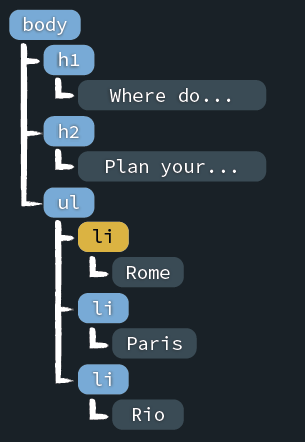 body
h1
Where do...
h2
Plan your...
ul
li
Rome
li
Paris
li
Rio